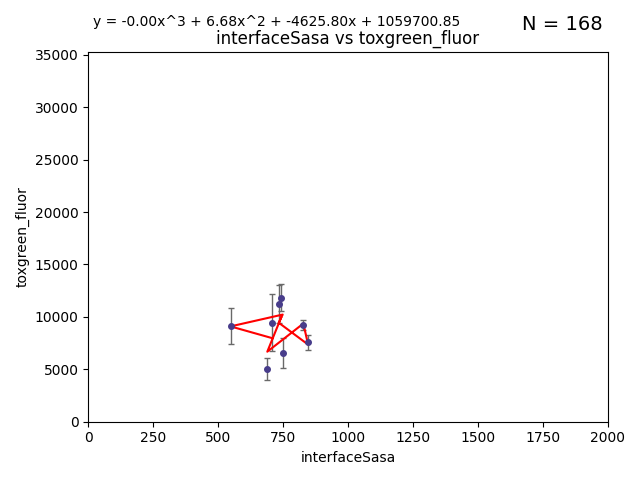 y = -0.00x^3 + 6.68x^2 + -4625.80x + 1059700.85
N = 168
interfaceSasa vs toxgreen_fluor
35000
30000
25000
20000
15000
10000
5000
0
toxgreen_fluor
0 250 500 750 1000 1250 1500 1750 2000
interfaceSasa